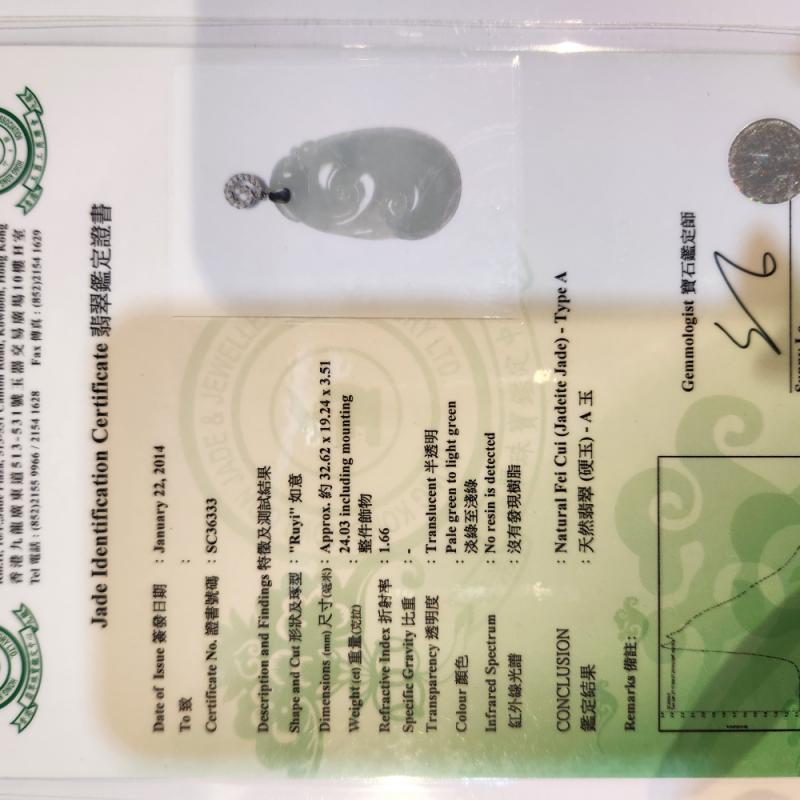 香港九龍廣東道513-531號玉器交易廣場10樓H室
Tel 電話 : (852)2155 9966 / 2154 1628 Fax 傳真 : (852)2154 1629
Jade Identification Certificate 翡翠鑑定證書
Date of Issue 簽發日期 : January 22, 2014
To 致 :
Certificate No. 證書號碼 : SC36333
Description and Findings 特徵及測試結果
Shape and Cut 形狀及琢型 : "Ruyi" 如意
Dimensions (mm) 尺寸(毫米) : Approx. 約 32.62 x 19.24 x 3.51
Weight (ct) 重量(克拉) : 24.03 including mounting
整件飾物
Refractive Index 折射率 : 1.66
Specific Gravity 比重 : -
Transparency 透明度 : Translucent 半透明
Colour 顏色 : Pale green to light green
淡綠至淺綠
Infrared Spectrum : No resin is detected
紅外線光譜 : 沒有發現樹脂
CONCLUSION : Natural Fei Cui (Jadeite Jade) - Type A
鑑定結果 : 天然翡翠 (硬玉) - A 玉
Remarks 備註:
Gemmologist 寶石鑑定師